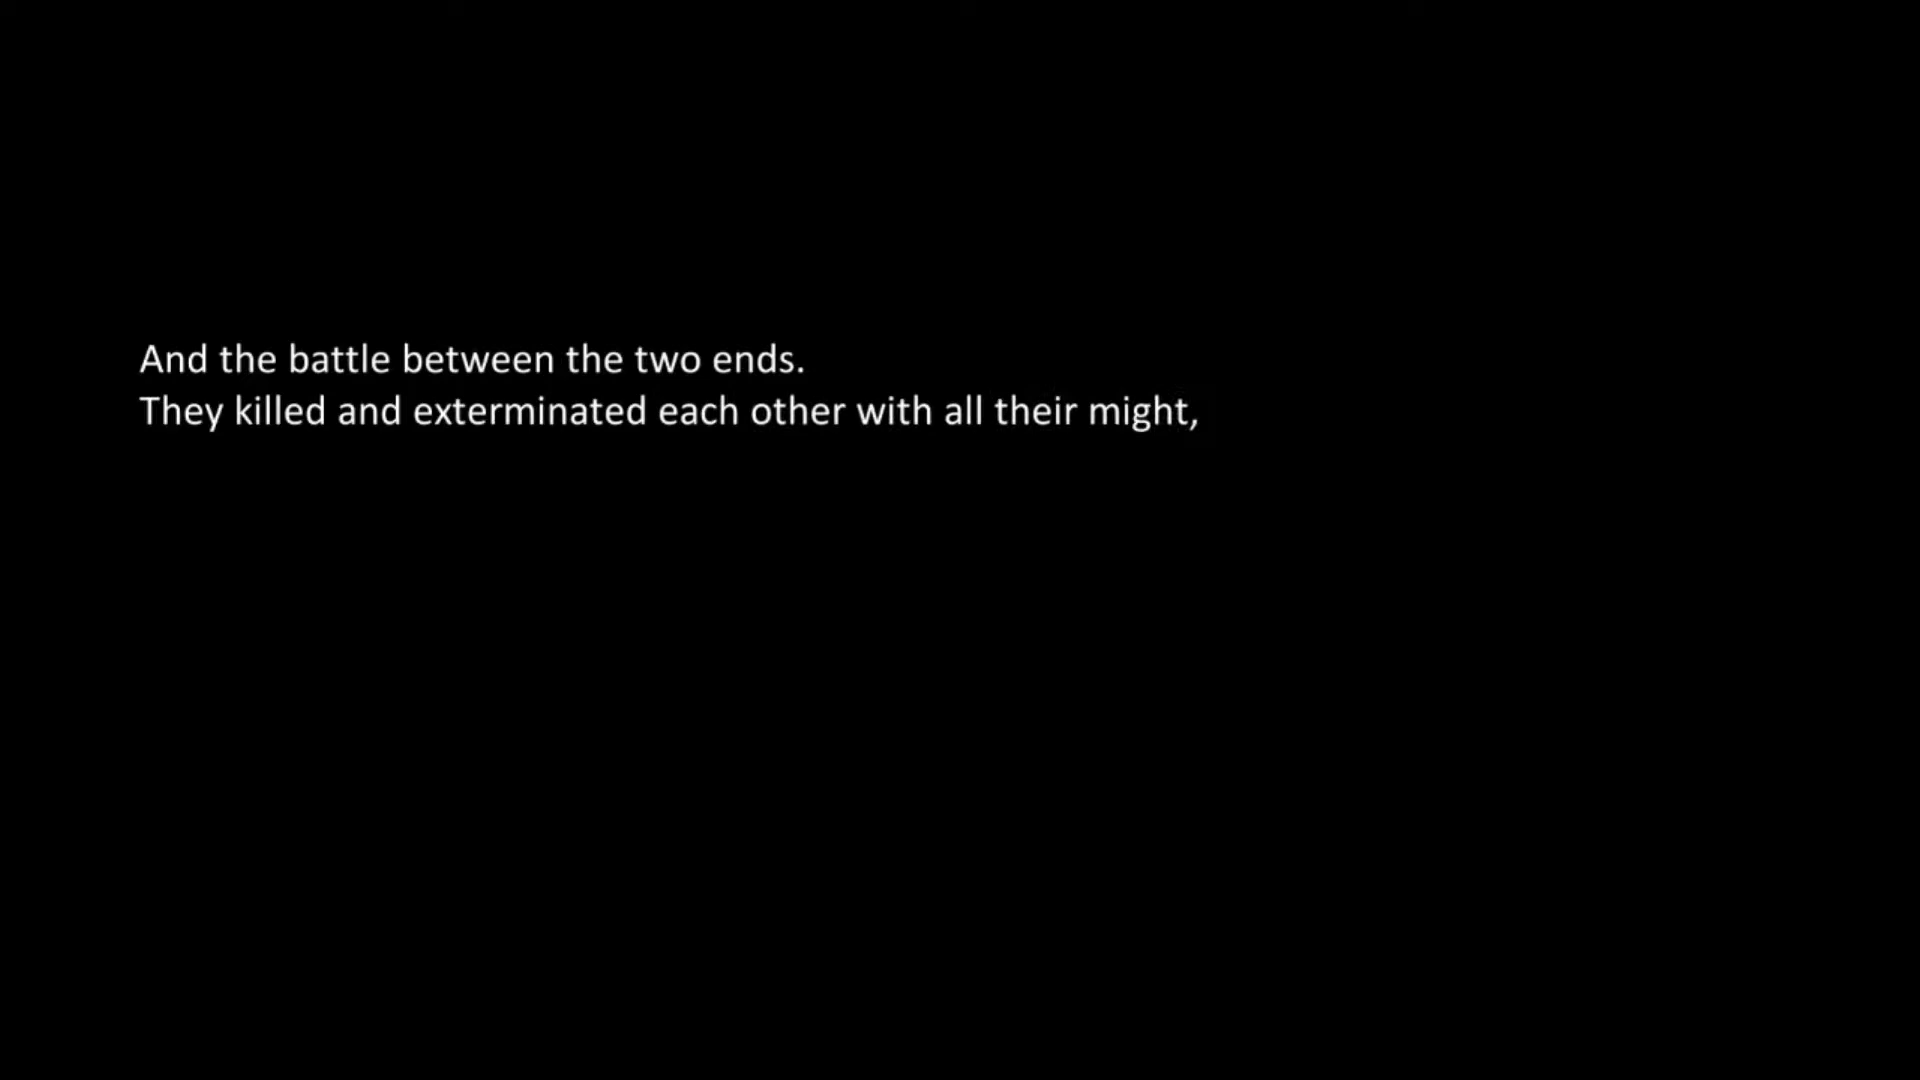 And the battle between the two ends.
They killed and exterminated each other with all their might,